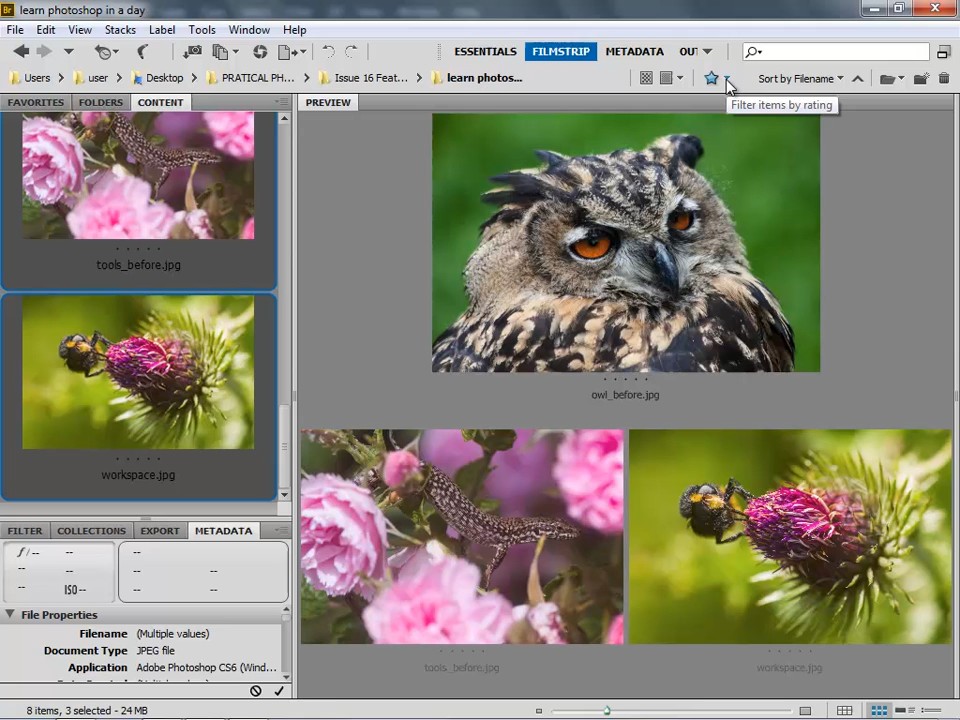 Br learn photoshop in a day
File Edit View Stacks Label Tools Window Help
ESSENTIALS FILMSTRIP METADATA OUT
Users user Desktop PRATICAL PH... Issue 16 Feat... learn photos... Sort by Filename
FAVORITES FOLDERS CONTENT PREVIEW
Filter items by rating
tools_before.jpg
workspace.jpg
owl_before.jpg
tools_before.jpg workspace.jpg
FILTER COLLECTIONS EXPORT METADATA
ƒ/-- -- -- --
-- --
-- ISO-- -- --
File Properties
Filename (Multiple values)
Document Type JPEG file
Application Adobe Photoshop CS6 (Wind...
8 items, 3 selected - 24 MB